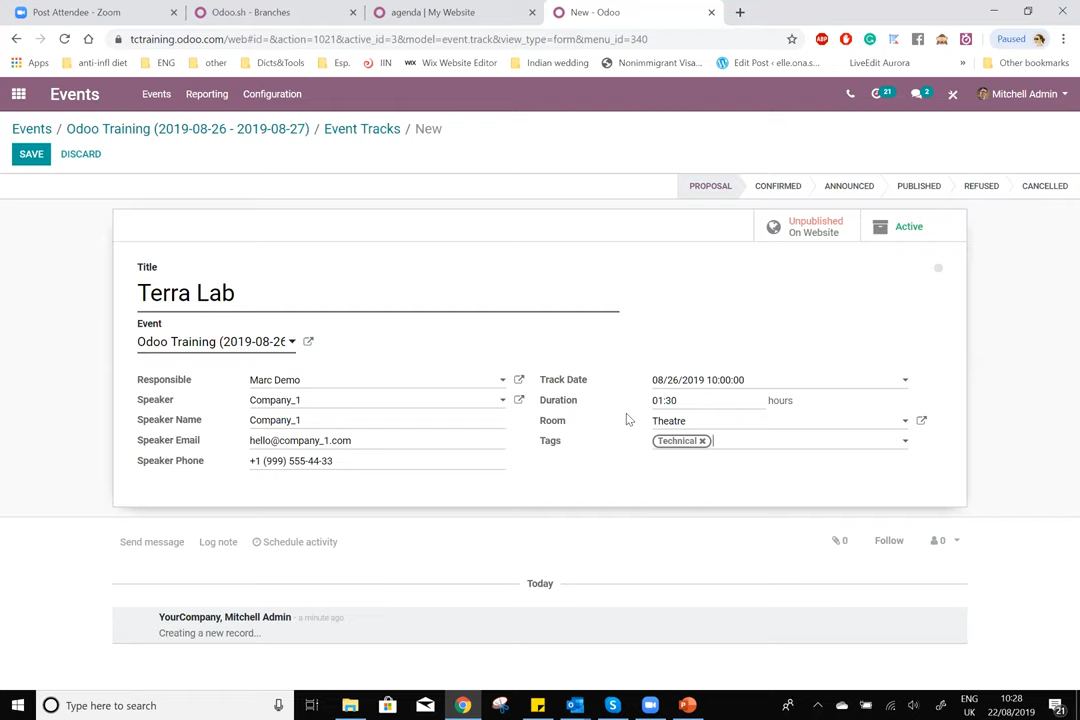 Post Attendee - Zoom
Odoo.sh - Branches
agenda | My Website
New - Odoo
tctraining.odoo.com/web#id=&action=1021&active_id=3&model=event.track&view_type=form&menu_id=340
Paused
Apps
anti-infl diet
ENG
other
Dicts&Tools
Esp.
IIN
Wix Website Editor
Indian wedding
Nonimmigrant Visa...
Edit Post ‹ elle.ona.s...
LiveEdit Aurora
»
Other bookmarks
Events
Events
Reporting
Configuration
21
2
Mitchell Admin
Events / Odoo Training (2019-08-26 - 2019-08-27) / Event Tracks / New
SAVE
DISCARD
PROPOSAL
CONFIRMED
ANNOUNCED
PUBLISHED
REFUSED
CANCELLED
Unpublished
On Website
Active
Title
Terra Lab
Event
Odoo Training (2019-08-26
Responsible
Marc Demo
Track Date
08/26/2019 10:00:00
Speaker
Company_1
Duration
01:30
hours
Speaker Name
Company_1
Room
Theatre
Speaker Email
hello@company_1.com
Tags
Technical
Speaker Phone
+1 (999) 555-44-33
Send message
Log note
Schedule activity
0
Follow
0
Today
YourCompany, Mitchell Admin - a minute ago
Creating a new record...
Type here to search
ENG
UK
10:28
22/08/2019
21